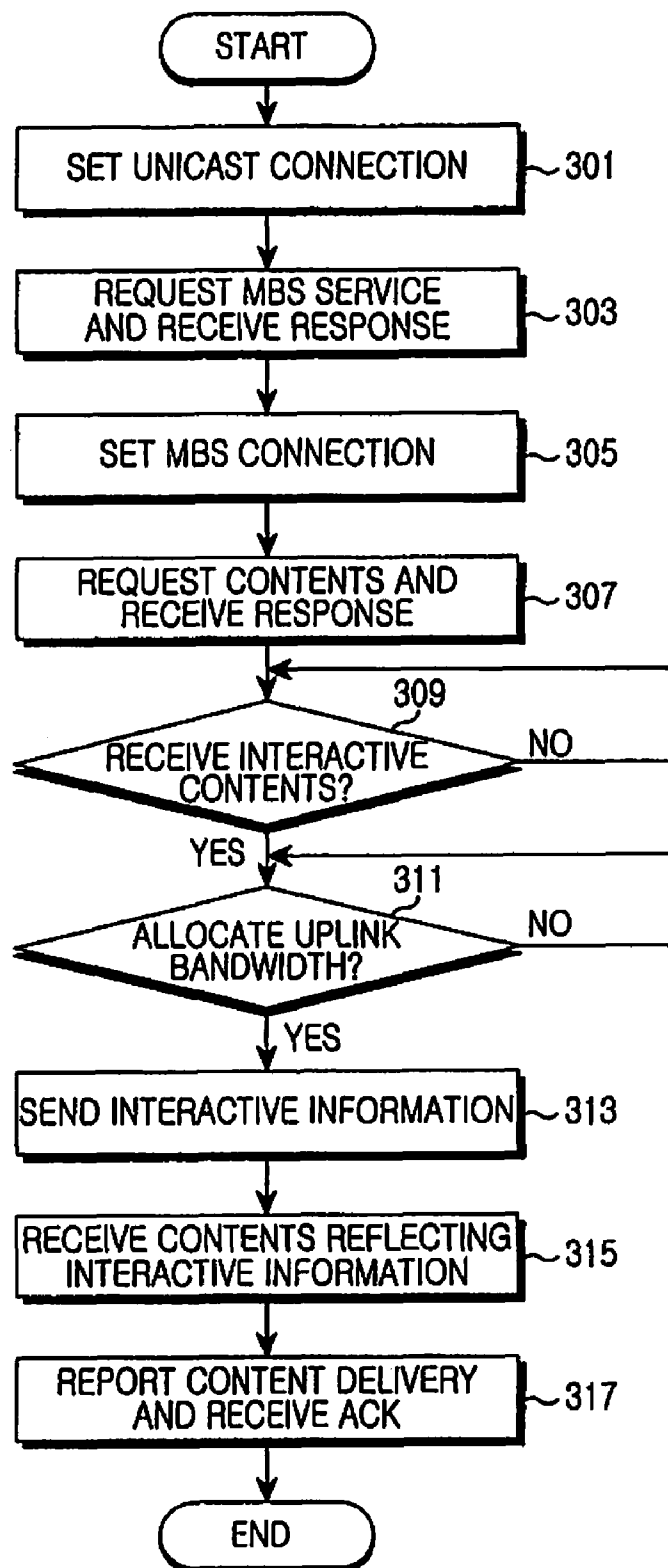 START
SET UNICAST CONNECTION
301
REQUEST MBS SERVICE
AND RECEIVE RESPONSE
303
SET MBS CONNECTION
305
REQUEST CONTENTS AND
RECEIVE RESPONSE
307
309
RECEIVE INTERACTIVE
CONTENTS?
NO
YES
311
ALLOCATE UPLINK
BANDWIDTH?
NO
YES
SEND INTERACTIVE INFORMATION
313
RECEIVE CONTENTS REFLECTING
INTERACTIVE INFORMATION
315
REPORT CONTENT DELIVERY
AND RECEIVE ACK
317
END